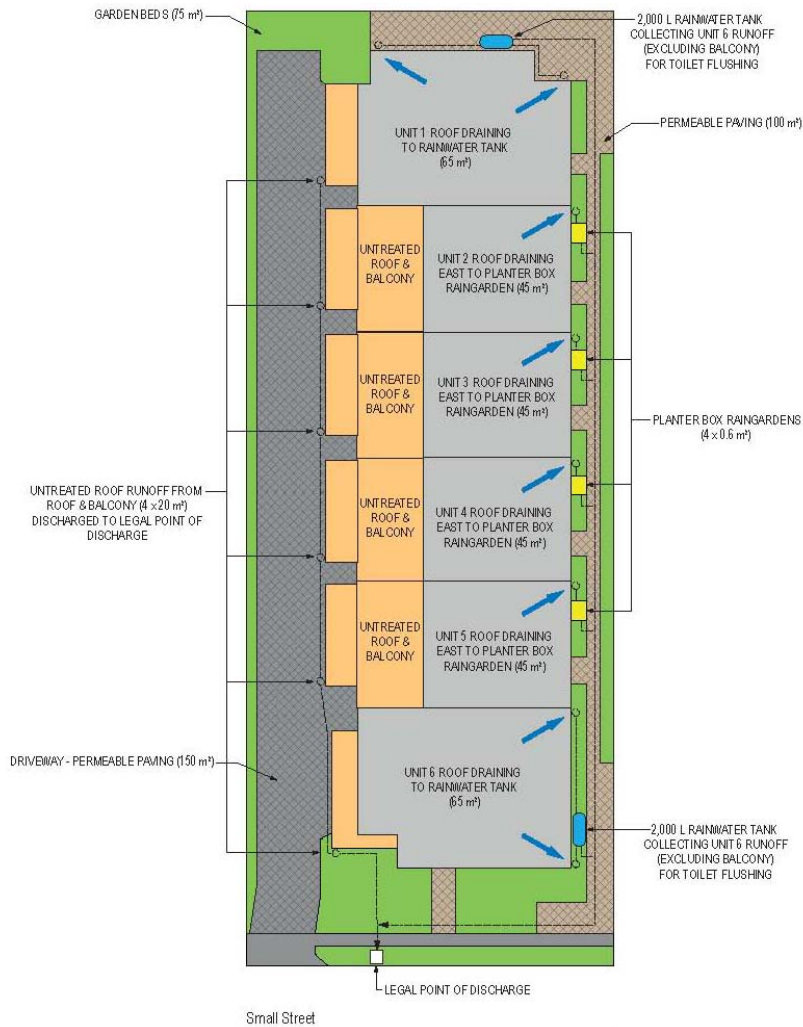 GARDEN BEDS (75 m²)
2,000 L RAINWATER TANK
COLLECTING UNIT 6 RUNOFF
(EXCLUDING BALCONY)
FOR TOILET FLUSHING
PERMEABLE PAVING (100 m²)
UNIT 1 ROOF DRAINING
TO RAINWATER TANK
(65 m²)
UNTREATED
ROOF &
BALCONY
UNIT 2 ROOF DRAINING
EAST TO PLANTER BOX
RAINGARDEN (45 m²)
UNTREATED
ROOF &
BALCONY
UNIT 3 ROOF DRAINING
EAST TO PLANTER BOX
RAINGARDEN (45 m²)
PLANTER BOX RAINGARDENS
(4 x 0.6 m²)
UNTREATED ROOF RUNOFF FROM
ROOF & BALCONY (4 x 20 m²)
DISCHARGED TO LEGAL POINT OF
DISCHARGE
UNTREATED
ROOF &
BALCONY
UNIT 4 ROOF DRAINING
EAST TO PLANTER BOX
RAINGARDEN (45 m²)
UNTREATED
ROOF &
BALCONY
UNIT 5 ROOF DRAINING
EAST TO PLANTER BOX
RAINGARDEN (45 m²)
DRIVEWAY - PERMEABLE PAVING (150 m²)
UNIT 6 ROOF DRAINING
TO RAINWATER TANK
(65 m²)
2,000 L RAINWATER TANK
COLLECTING UNIT 6 RUNOFF
(EXCLUDING BALCONY)
FOR TOILET FLUSHING
LEGAL POINT OF DISCHARGE
Small Street